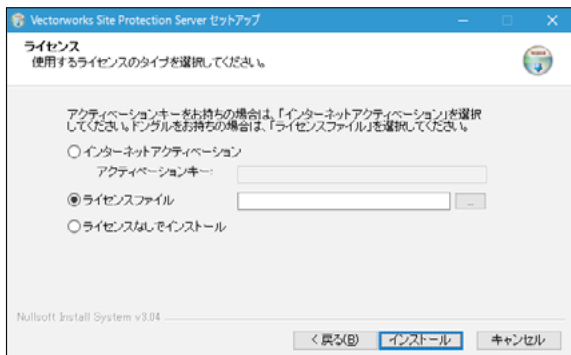 Vectorworks Site Protection Server セットアップ
ライセンス
使用するライセンスのタイプを選択してください。
アクティベーションキーをお持ちの場合は、「インターネットアクティベーション」を選択
してください。ドングルをお持ちの場合は、「ライセンスファイル」を選択してください。
インターネットアクティベーション
アクティベーションキー:
ライセンスファイル
...
ライセンスなしでインストール
Nullsoft Install System v3.04
< 戻る(B)
インストール
キャンセル